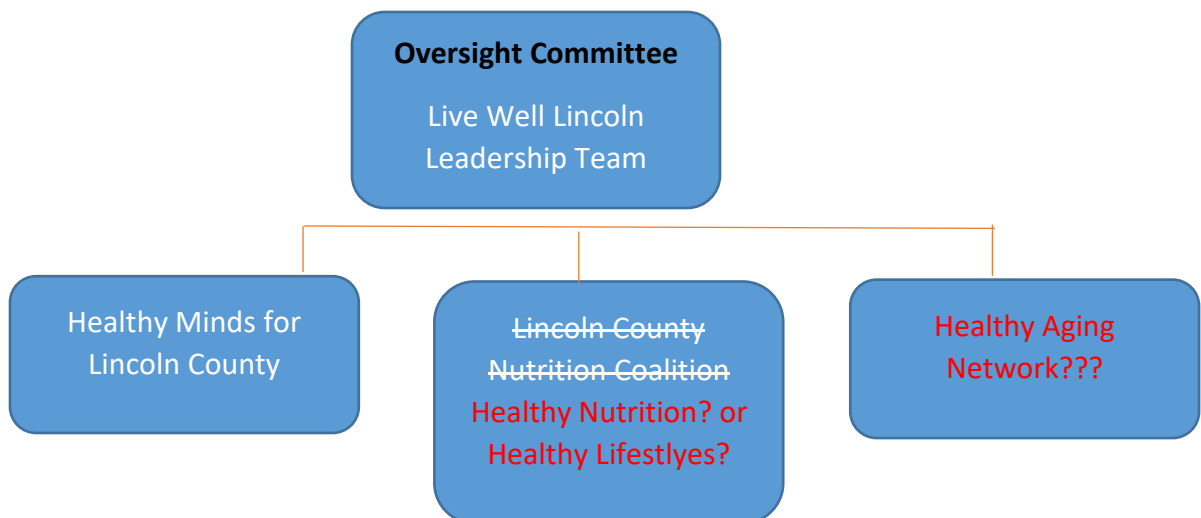 Oversight Committee
Live Well Lincoln
Leadership Team
Healthy Minds for
Lincoln County
Lincoln County
Nutrition Coalition
Healthy Nutrition? or
Healthy Lifestlyes?
Healthy Aging
Network???